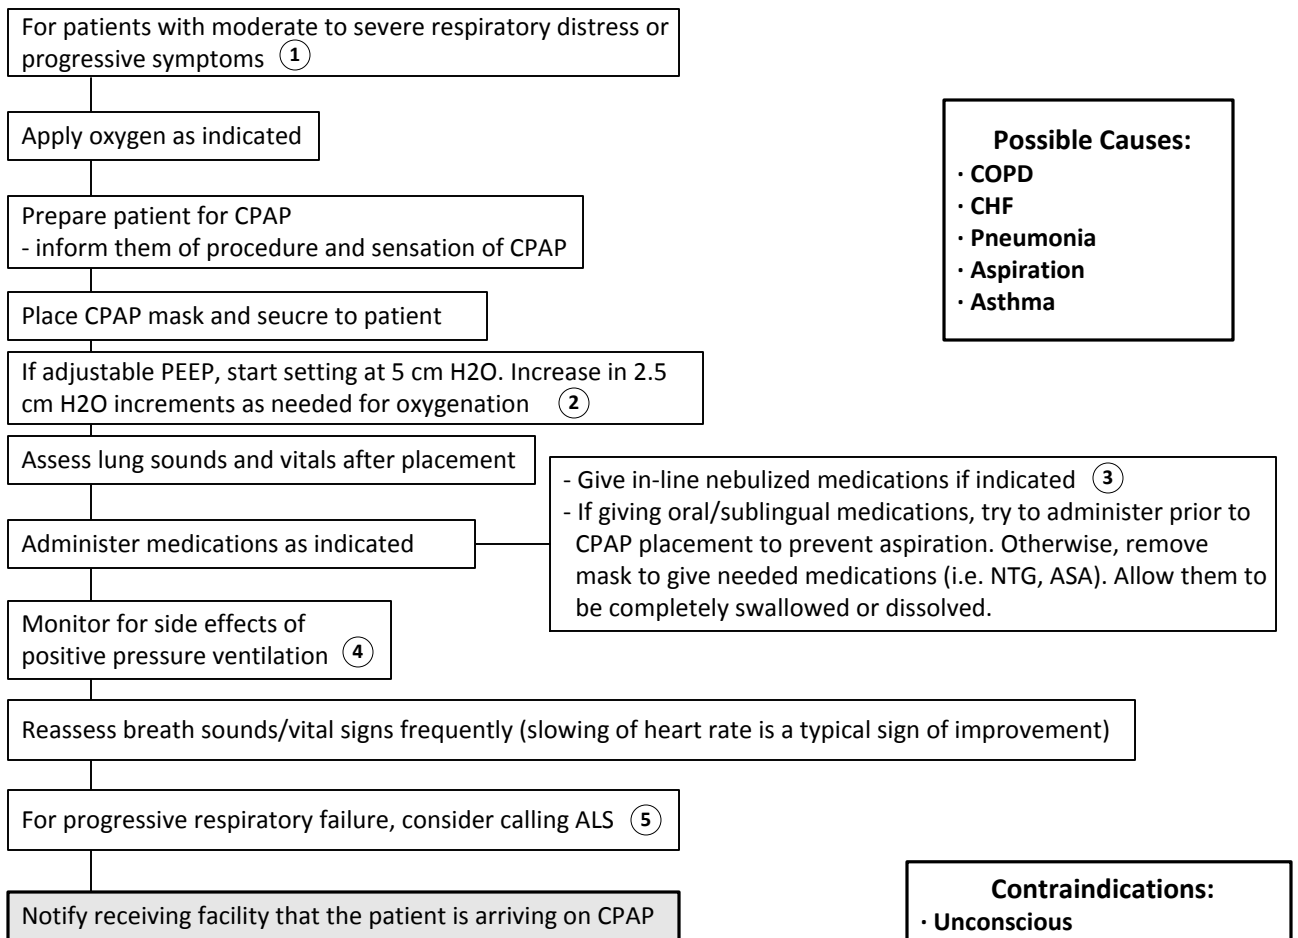 For patients with moderate to severe respiratory distress or
progressive symptoms 1
Apply oxygen as indicated
Prepare patient for CPAP
- inform them of procedure and sensation of CPAP
Place CPAP mask and seucre to patient
If adjustable PEEP, start setting at 5 cm H2O. Increase in 2.5
cm H2O increments as needed for oxygenation 2
Assess lung sounds and vitals after placement
Administer medications as indicated
- Give in-line nebulized medications if indicated 3
- If giving oral/sublingual medications, try to administer prior to
CPAP placement to prevent aspiration. Otherwise, remove
mask to give needed medications (i.e. NTG, ASA). Allow them to
be completely swallowed or dissolved.
Monitor for side effects of
positive pressure ventilation 4
Reassess breath sounds/vital signs frequently (slowing of heart rate is a typical sign of improvement)
For progressive respiratory failure, consider calling ALS 5
Notify receiving facility that the patient is arriving on CPAP
Possible Causes:
· COPD
· CHF
· Pneumonia
· Aspiration
· Asthma
Contraindications:
· Unconscious